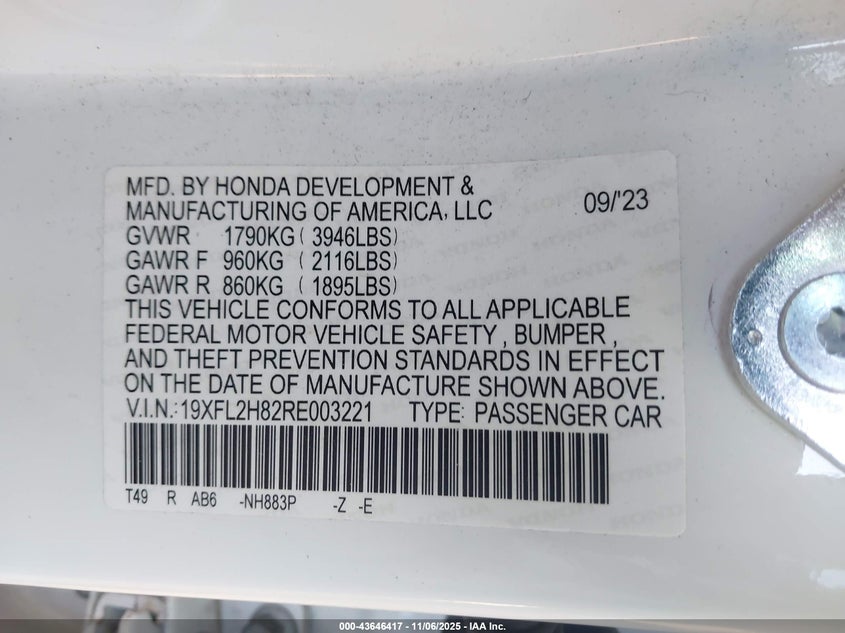 MFD. BY HONDA DEVELOPMENT &
MANUFACTURING OF AMERICA, LLC 09/'23
GVWR 1790KG ( 3946LBS)
GAWR F 960KG ( 2116LBS)
GAWR R 860KG ( 1895LBS)
THIS VEHICLE CONFORMS TO ALL APPLICABLE
FEDERAL MOTOR VEHICLE SAFETY , BUMPER ,
AND THEFT PREVENTION STANDARDS IN EFFECT
ON THE DATE OF MANUFACTURE SHOWN ABOVE.
V.I.N.:19XFL2H82RE003221 TYPE: PASSENGER CAR
T49 R AB6 -NH883P -Z -E
000-43646417 - 11/06/2025 - IAA Inc.